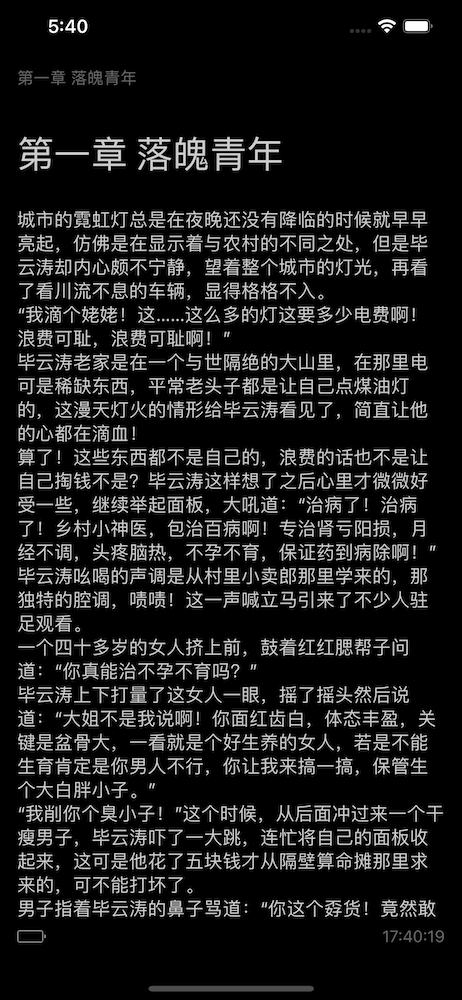 5:40
第一章 落魄青年
第一章 落魄青年
城市的霓虹灯总是在夜晚还没有降临的时候就早早
亮起，仿佛是在显示着与农村的不同之处，但是毕
云涛却内心颇不宁静，望着整个城市的灯光，再看
了看川流不息的车辆，显得格格不入。
“我滴个姥姥！这……这么多的灯这要多少电费啊！
浪费可耻，浪费可耻啊！”
毕云涛老家是在一个与世隔绝的大山里，在那里电
可是稀缺东西，平常老头子都是让自己点煤油灯
的，这漫天灯火的情形给毕云涛看见了，简直让他
的心都在滴血！
算了！这些东西都不是自己的，浪费的话也不是让
自己掏钱不是？毕云涛这样想了之后心里才微微好
受一些，继续举起面板，大吼道：“治病了！治病
了！乡村小神医，包治百病啊！专治肾亏阳损，月
经不调，头疼脑热，不孕不育，保证药到病除啊！”
毕云涛吆喝的声调是从村里小卖郎那里学来的，那
独特的腔调，啧啧！这一声喊立马引来了不少人驻
足观看。
一个四十多岁的女人挤上前，鼓着红红腮帮子问
道：“你真能治不孕不育吗？”
毕云涛上下打量了这女人一眼，摇了摇头然后说
道：“大姐不是我说啊！你面红齿白，体态丰盈，关
键是盆骨大，一看就是个好生养的女人，若是不能
生育肯定是你男人不行，你让我来搞一搞，保管生
个大白胖小子。”
“我削你个臭小子！”这个时候，从后面冲过来一个干
瘦男子，毕云涛吓了一大跳，连忙将自己的面板收
起来，这可是他花了五块钱才从隔壁算命摊那里求
来的，可不能打坏了。
男子指着毕云涛的鼻子骂道：“你这个孬货！竟然敢
17:40:19